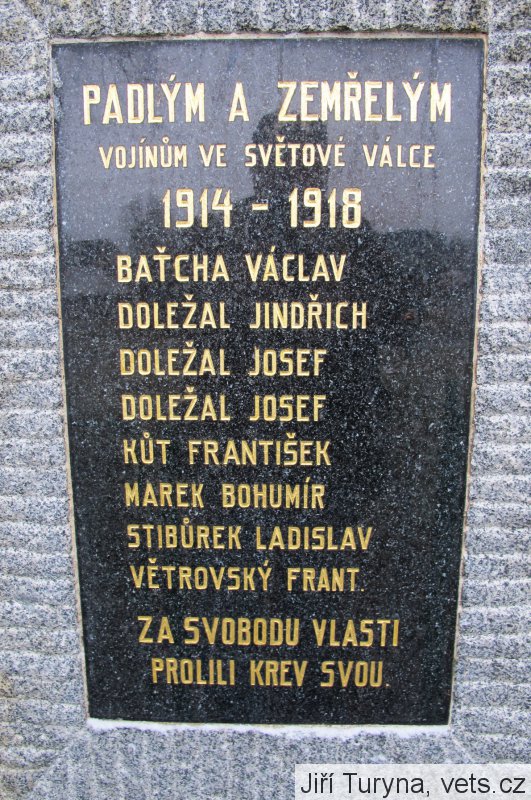 PADLÝM A ZEMŘELÝM
VOJÍNŮM VE SVĚTOVÉ VÁLCE
1914 - 1918
BAŤCHA VÁCLAV
DOLEŽAL JINDŘICH
DOLEŽAL JOSEF
DOLEŽAL JOSEF
KŮT FRANTIŠEK
MAREK BOHUMÍR
STIBŮREK LADISLAV
VĚTROVSKÝ FRANT.
ZA SVOBODU VLASTI
PROLILI KREV SVOU.
Jiří Turyna, vets.cz